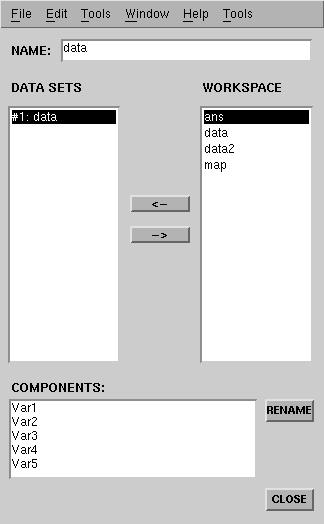 File Edit Tools Window Help Tools
NAME: data
DATA SETS WORKSPACE
#1: data ans
data
data2
map
<-
->
COMPONENTS:
Var1
Var2
Var3
Var4
Var5
RENAME
CLOSE